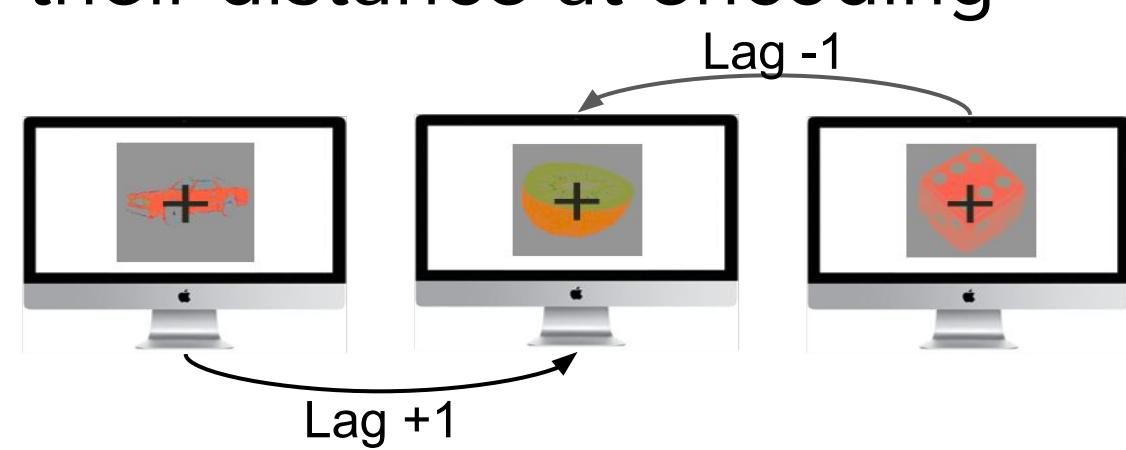 their distance at encoding
Lag -1
Lag +1